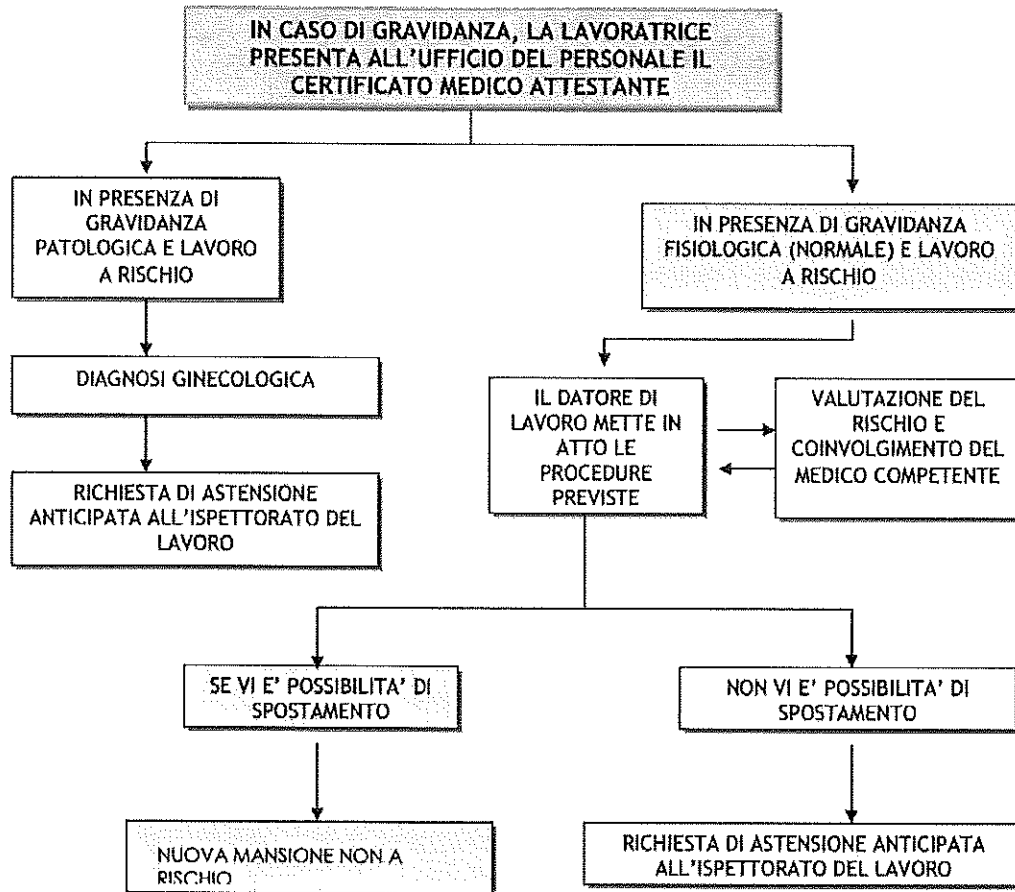 IN CASO DI GRAVIDANZA, LA LAVORATRICE
PRESENTA ALL'UFFICIO DEL PERSONALE IL
CERTIFICATO MEDICO ATTESTANTE
IN PRESENZA DI
GRAVIDANZA
PATOLOGICA E LAVORO
A RISCHIO
IN PRESENZA DI GRAVIDANZA
FISIOLOGICA (NORMALE) E LAVORO
A RISCHIO
DIAGNOSI GINECOLOGICA
IL DATORE DI
LAVORO METTE IN
ATTO LE
PROCEDURE
PREVISTE
VALUTAZIONE DEL
RISCHIO E
COINVOLGIMENTO DEL
MEDICO COMPETENTE
RICHIESTA DI ASTENSIONE
ANTICIPATA ALL'ISPETTORATO DEL
LAVORO
SE VI E' POSSIBILITA' DI
SPOSTAMENTO
NON VI E' POSSIBILITA' DI
SPOSTAMENTO
NUOVA MANSIONE NON A
RISCHIO
RICHIESTA DI ASTENSIONE ANTICIPATA
ALL'ISPETTORATO DEL LAVORO